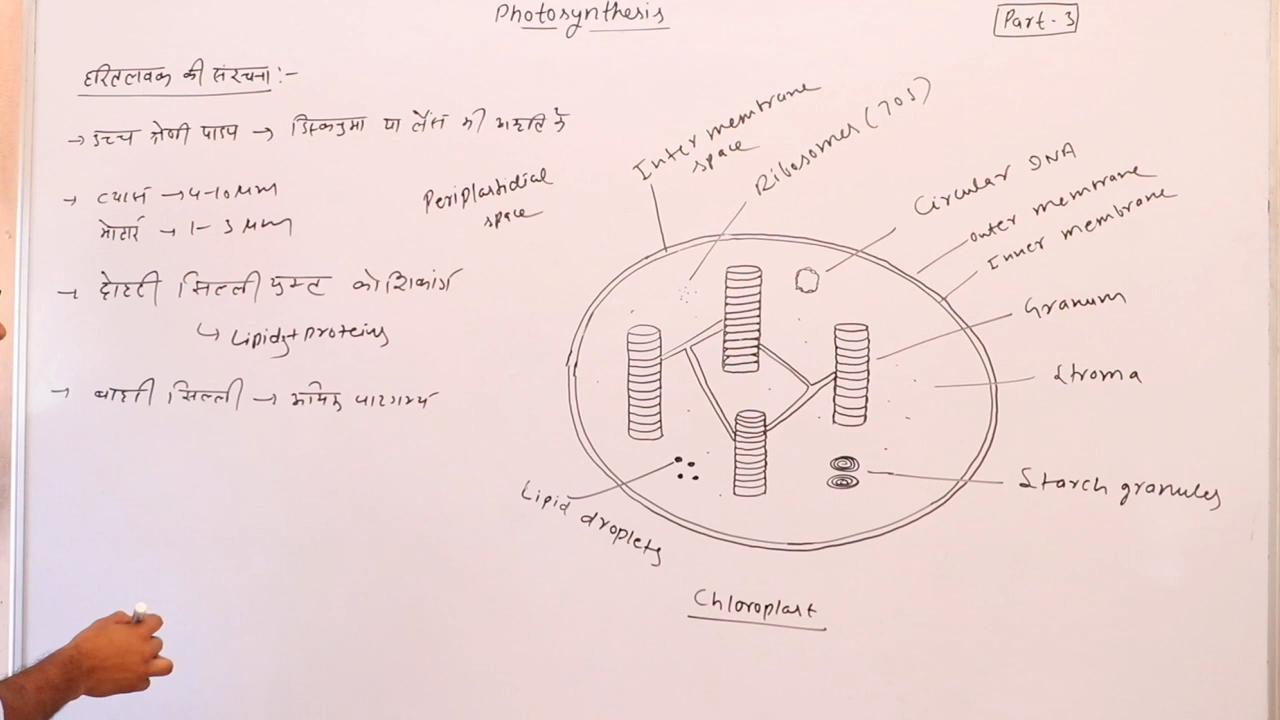 Photosynthesis
Part-3
हरितलवक की संरचना :-
→ उच्च श्रेणी पादप → डिस्कनुमा या लैंस की आकृति के
→ व्यास → 4-10 μm
मोटाई → 1-3 μm
→ दोहरी झिल्ली युक्त कोशिकांग
↳ Lipids + proteins
→ बाहरी झिल्ली → अधिक पारगम्य
Periplastidial
space
Inter membrane
space
Ribosomes (70S)
Circular DNA
outer membrane
Inner membrane
Granum
Stroma
Starch granules
Lipid droplets
Chloroplast